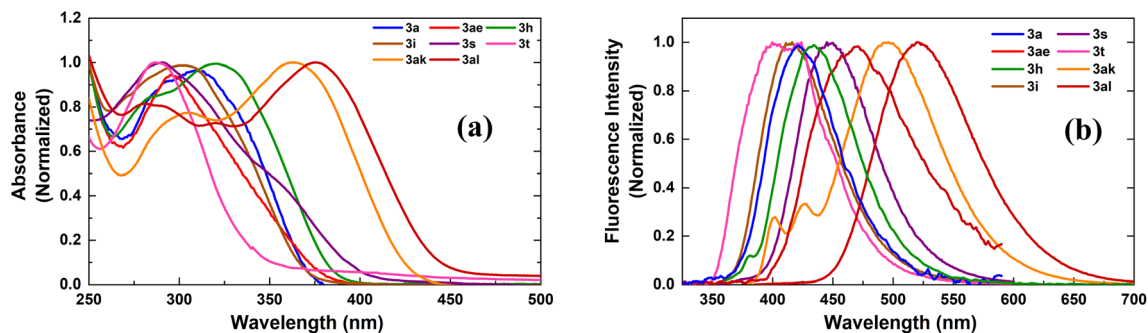 1.2
1.0
0.8
0.6
0.4
0.2
0.0
Absorbance
(Normalized)
3a 3ae 3h
3i 3s 3t
3ak 3al
(a)
250 300 350 400 450 500
Wavelength (nm)
1.0
0.8
0.6
0.4
0.2
0.0
Fluorescence Intensity
(Normalized)
3a 3s
3ae 3t
3h 3ak
3i 3al
(b)
350 400 450 500 550 600 650 700
Wavelength (nm)